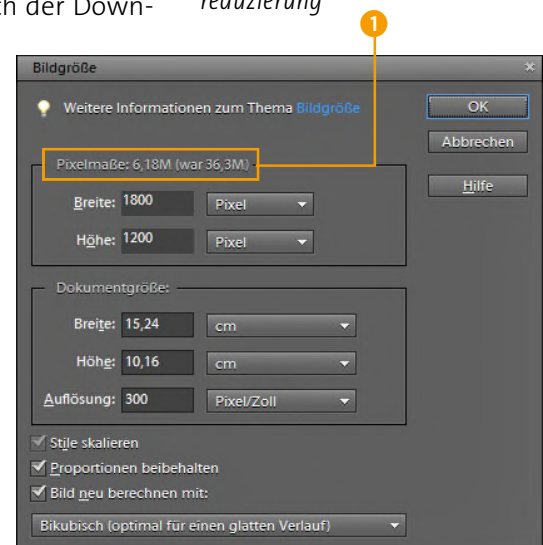 ch der Down-
reduzierung
1
Bildgröße
Weitere Informationen zum Thema Bildgröße
OK
Abbrechen
Hilfe
Pixelmaße: 6,18M (war 36,3M)
Breite: 1800 Pixel
Höhe: 1200 Pixel
Dokumentgröße:
Breite: 15,24 cm
Höhe: 10,16 cm
Auflösung: 300 Pixel/Zoll
Stile skalieren
Proportionen beibehalten
Bild neu berechnen mit:
Bikubisch (optimal für einen glatten Verlauf)